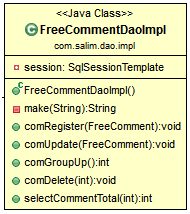 <<Java Class>>
FreeCommentDaoImpl
com.salim.dao.impl
session: SqlSessionTemplate
FreeCommentDaoImpl()
make(String):String
comRegister(FreeComment):void
comUpdate(FreeComment):void
comGroupUp():int
comDelete(int):void
selectCommentTotal(int):int